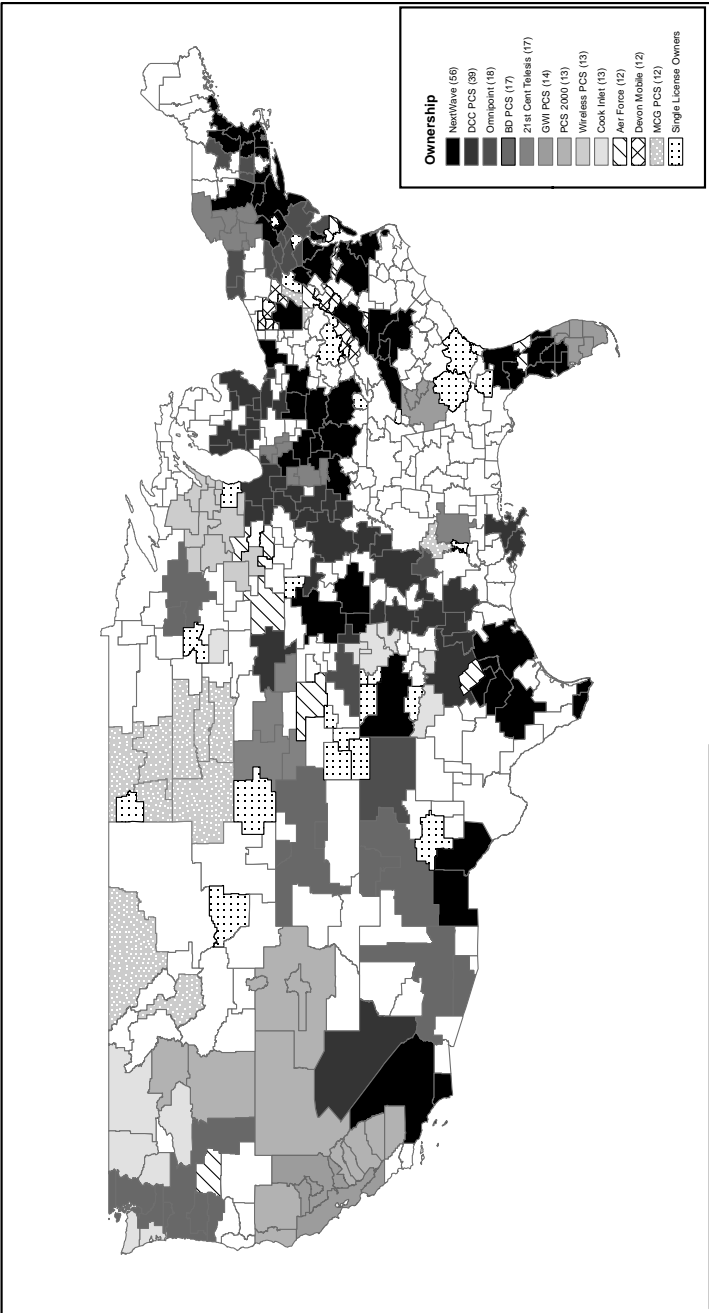 Ownership
NextWave (56)
DCC PCS (39)
Omnipoint (18)
BD PCS (17)
21st Cent Telesis (17)
GWI PCS (14)
PCS 2000 (13)
Wireless PCS (13)
Cook Inlet (13)
Aer Force (12)
Devon Mobile (12)
MCG PCS (12)
Single License Owners